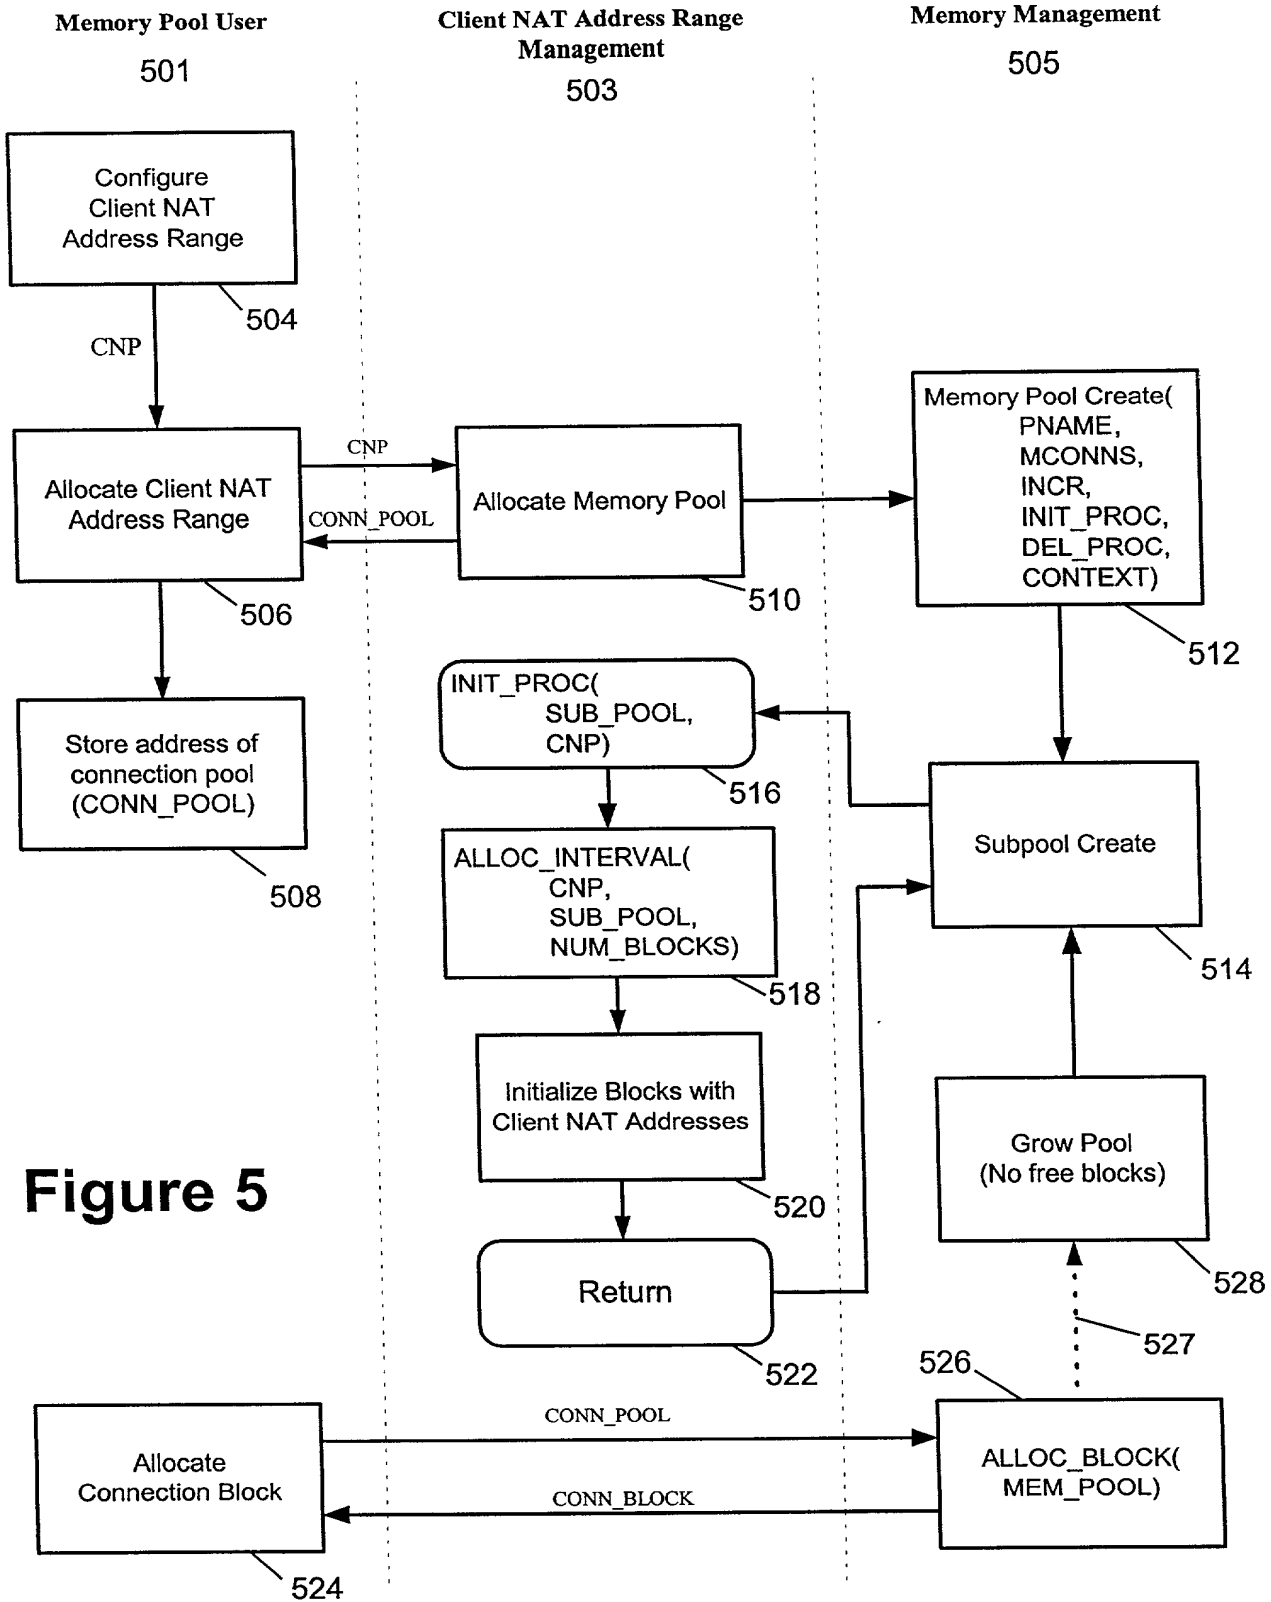 Memory Pool User
501
Client NAT Address Range
Management
503
Memory Management
505
Configure
Client NAT
Address Range
504
CNP
Allocate Client NAT
Address Range
506
CNP
CONN_POOL
Allocate Memory Pool
510
Memory Pool Create(
PNAME,
MCONNS,
INCR,
INIT_PROC,
DEL_PROC,
CONTEXT)
512
Store address of
connection pool
(CONN_POOL)
508
INIT_PROC(
SUB_POOL,
CNP)
516
Subpool Create
514
ALLOC_INTERVAL(
CNP,
SUB_POOL,
NUM_BLOCKS)
518
Initialize Blocks with
Client NAT Addresses
520
Grow Pool
(No free blocks)
528
Figure 5
Return
522
527
526
Allocate
Connection Block
524
CONN_POOL
CONN_BLOCK
ALLOC_BLOCK(
MEM_POOL)